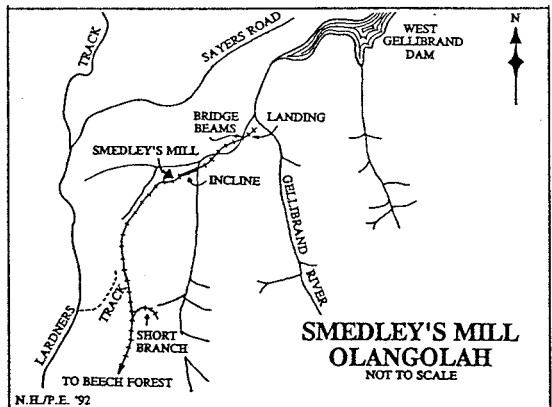 WEST
GELLIBRAND
DAM
N
TRACK
SAYERS ROAD
BRIDGE
BEAMS
LANDING
SMEDLEY'S MILL
INCLINE
GELLIBRAND
RIVER
LARDNERS
TRACK
SHORT
BRANCH
TO BEECH FOREST
SMEDLEY'S MILL
OLANGOLAH
NOT TO SCALE
N.H./P.E. '92